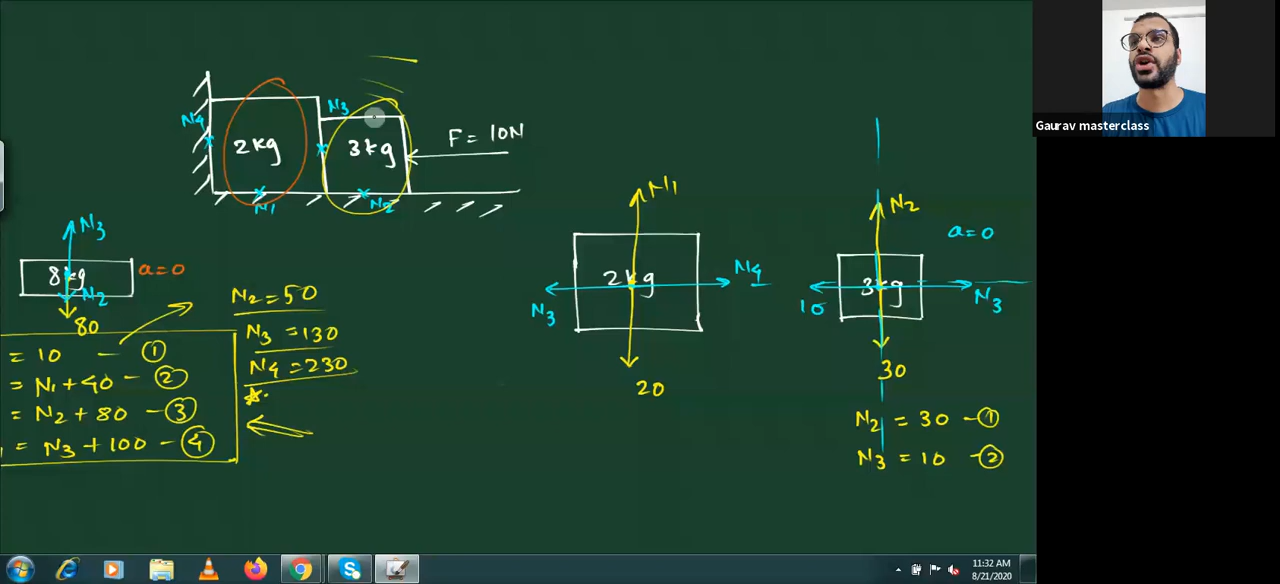 N3
N4
2kg
3kg
F = 10N
N1
N2
Gaurav masterclass
N3
8kg
a=0
N2
80
= 10 - ①
= N1+40 - ②
= N2 + 80 - ③
= N3 + 100 - ④
N2 = 50
N3 = 130
N4 = 230
N1
2kg
N4
N3
20
N2
a=0
3kg
10
N3
30
N2 = 30 - ①
N3 = 10 - ②
11:32 AM
8/21/2020